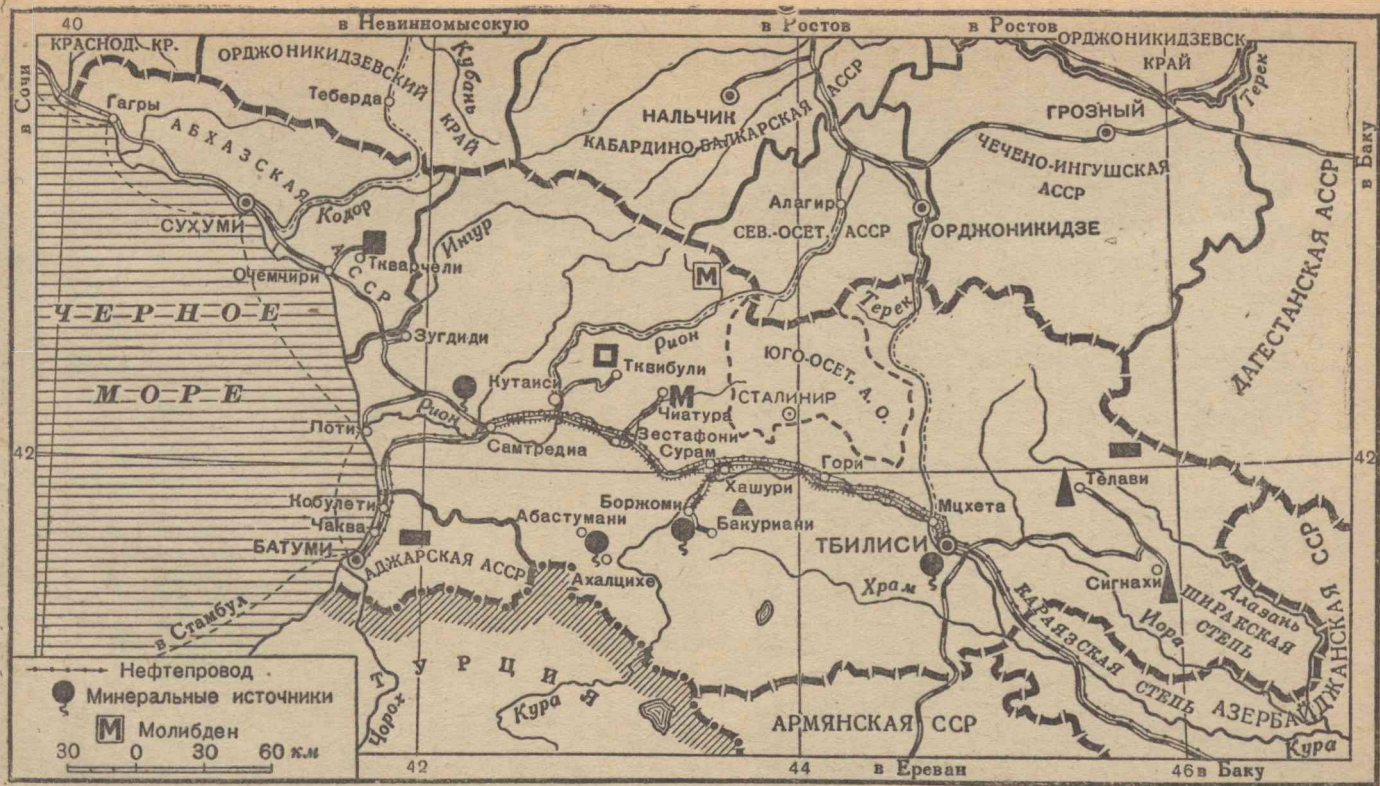 40
в Невинномысскую
в Ростов
в Ростов
КРАСНОД. КР.
ОРДЖОНИКИДЗЕВСКИЙ
КРАЙ
Кубань
ОРДЖОНИКИДЗЕВСК
КРАЙ
Терек
в Сочи
Теберда
Гагры
АБХАЗСКАЯ
АССР
НАЛЬЧИК
КАБАРДИНО-БАЛКАРСКАЯ АССР
ГРОЗНЫЙ
ЧЕЧЕНО-ИНГУШСКАЯ
АССР
в Баку
ДАГЕСТАНСКАЯ АССР
СУХУМИ
Кодор
Ингур
Алагир
СЕВ.-ОСЕТ. АССР
ОРДЖОНИКИДЗЕ
Ткварчели
Очемчири
М
Терек
ЧЕРНОЕ
МОРЕ
Зугдиди
Рион
ЮГО-ОСЕТ. А.О.
Тквибули
Кутаиси
М
Чиатура
СТАЛИНИР
Рион
Поти
Самтредиа
Зестафони
Сурам
Гори
42
42
Хашури
Телави
Кобулети
Боржоми
Чаква
Абастумани
Бакуриани
Мцхета
БАТУМИ
ТБИЛИСИ
АДЖАРСКАЯ АССР
Ахалцихе
Храм
Сигнахи
Алазань
ШИРАКСКАЯ
СТЕПЬ
Иора
КАРАЯЗСКАЯ СТЕПЬ
в Стамбул
ТУРЦИЯ
Чорох
Кура
АРМЯНСКАЯ ССР
АЗЕРБАЙДЖАНСКАЯ ССР
Кура
Нефтепровод
Минеральные источники
М Молибден
30 0 30 60 км
42
44
в Ереван
46
в Баку